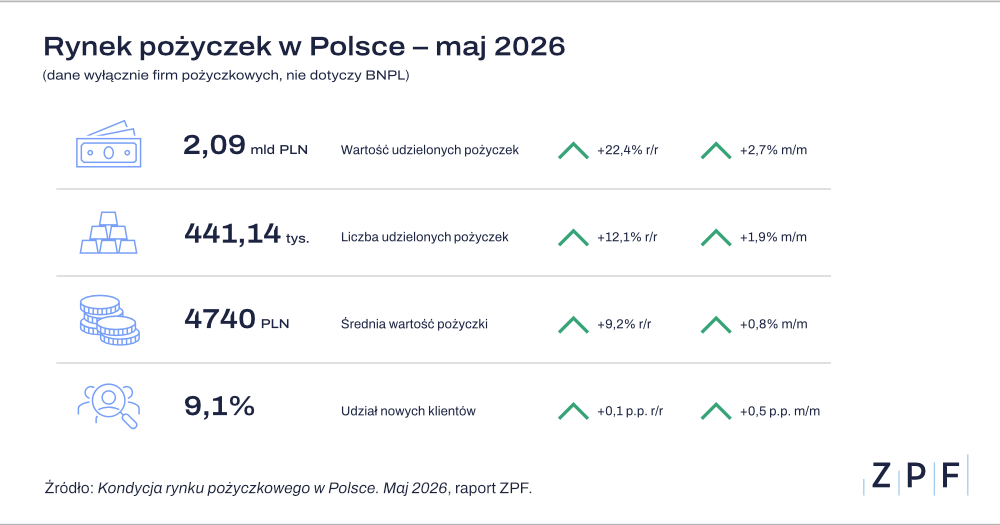 Rynek pożyczek w Polsce – maj 2026
(dane wyłącznie firm pożyczkowych, nie dotyczy BNPL)
2,09 mld PLN Wartość udzielonych pożyczek +22,4% r/r +2,7% m/m
441,14 tys. Liczba udzielonych pożyczek +12,1% r/r +1,9% m/m
4740 PLN Średnia wartość pożyczki +9,2% r/r +0,8% m/m
9,1% Udział nowych klientów +0,1 p.p. r/r +0,5 p.p. m/m
Źródło: Kondycja rynku pożyczkowego w Polsce. Maj 2026, raport ZPF.
ZPF